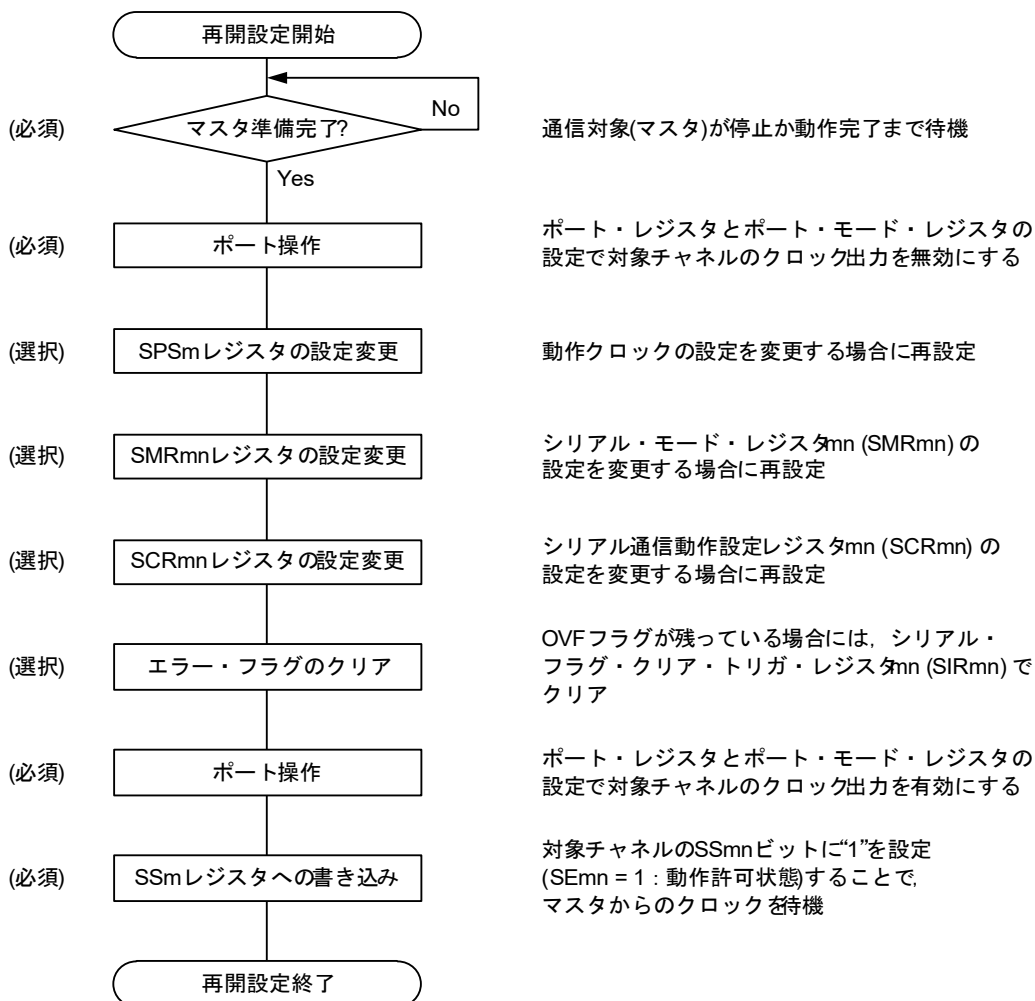 再開設定開始
No
(必須)
マスタ準備完了?
通信対象(マスタ)が停止か動作完了まで待機
Yes
(必須)
ポート操作
ポート・レジスタとポート・モード・レジスタの
設定で対象チャネルのクロック出力を無効にする
(選択)
SPSmレジスタの設定変更
動作クロックの設定を変更する場合に再設定
(選択)
SMRmnレジスタの設定変更
シリアル・モード・レジスタmn (SMRmn) の
設定を変更する場合に再設定
(選択)
SCRmnレジスタの設定変更
シリアル通信動作設定レジスタmn (SCRmn) の
設定を変更する場合に再設定
(選択)
エラー・フラグのクリア
OVFフラグが残っている場合には, シリアル・
フラグ・クリア・トリガ・レジスタmn (SIRmn) で
クリア
(必須)
ポート操作
ポート・レジスタとポート・モード・レジスタの
設定で対象チャネルのクロック出力を有効にする
(必須)
SSmレジスタへの書き込み
対象チャネルのSSmnビットに“1”を設定
(SEmn = 1 : 動作許可状態)することで,
マスタからのクロックを待機
再開設定終了